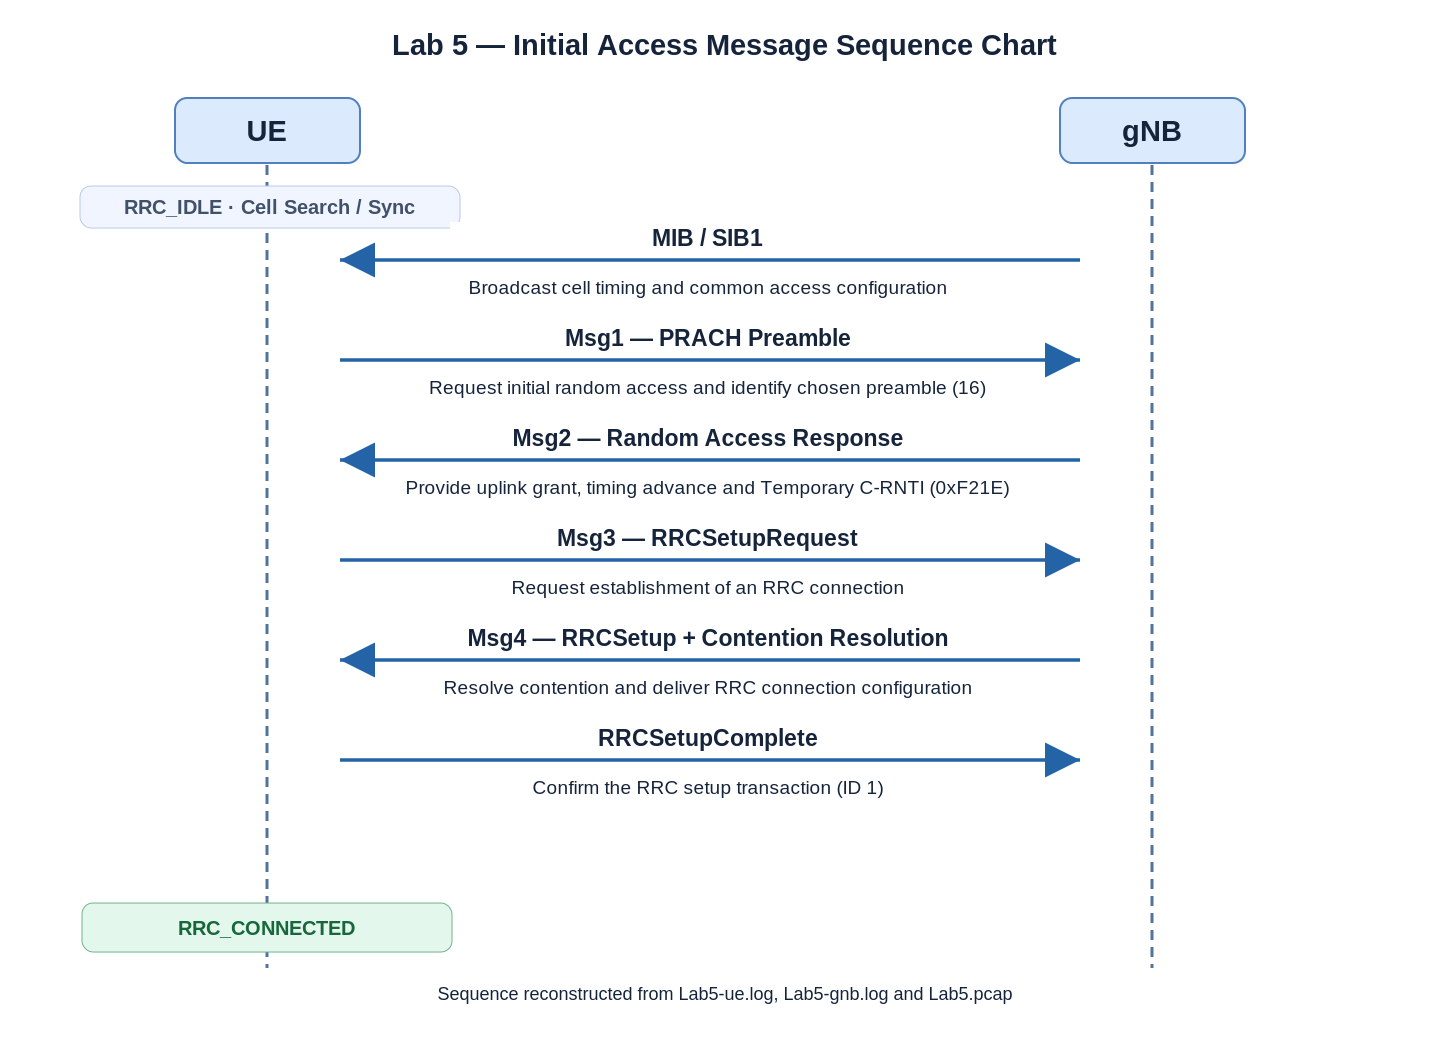 Lab 5 — Initial Access Message Sequence Chart
UE
gNB
RRC_IDLE · Cell Search / Sync
MIB / SIB1
Broadcast cell timing and common access configuration
Msg1 — PRACH Preamble
Request initial random access and identify chosen preamble (16)
Msg2 — Random Access Response
Provide uplink grant, timing advance and Temporary C-RNTI (0xF21E)
Msg3 — RRCSetupRequest
Request establishment of an RRC connection
Msg4 — RRCSetup + Contention Resolution
Resolve contention and deliver RRC connection configuration
RRCSetupComplete
Confirm the RRC setup transaction (ID 1)
RRC_CONNECTED
Sequence reconstructed from Lab5-ue.log, Lab5-gnb.log and Lab5.pcap